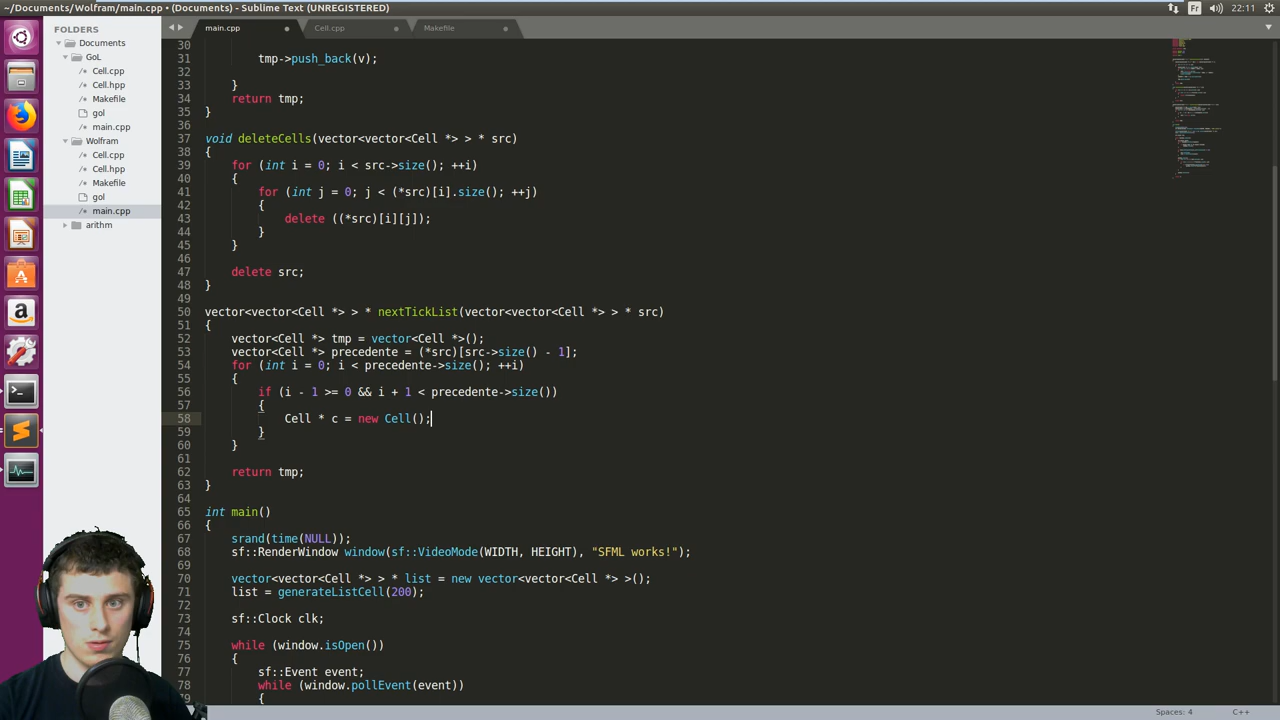 ~/Documents/Wolfram/main.cpp • (Documents) - Sublime Text (UNREGISTERED)
Fr
22:11
FOLDERS
Documents
GoL
/* Cell.cpp
/* Cell.hpp
/* Makefile
gol
/* main.cpp
Wolfram
/* Cell.cpp
/* Cell.hpp
/* Makefile
gol
/* main.cpp
arithm
main.cpp
Cell.cpp
Makefile
30
31 tmp->push_back(v);
32
33 }
34 return tmp;
35 }
36
37 void deleteCells(vector<vector<Cell *> > * src)
38 {
39 for (int i = 0; i < src->size(); ++i)
40 {
41 for (int j = 0; j < (*src)[i].size(); ++j)
42 {
43 delete ((*src)[i][j]);
44 }
45 }
46
47 delete src;
48 }
49
50 vector<vector<Cell *> > * nextTickList(vector<vector<Cell *> > * src)
51 {
52 vector<Cell *> tmp = vector<Cell *>();
53 vector<Cell *> precedente = (*src)[src->size() - 1];
54 for (int i = 0; i < precedente->size(); ++i)
55 {
56 if (i - 1 >= 0 && i + 1 < precedente->size())
57 {
58 Cell * c = new Cell();
59 }
60 }
61
62 return tmp;
63 }
64
65 int main()
66 {
67 srand(time(NULL));
68 sf::RenderWindow window(sf::VideoMode(WIDTH, HEIGHT), "SFML works!");
69
70 vector<vector<Cell *> > * list = new vector<vector<Cell *> >();
71 list = generateListCell(200);
72
73 sf::Clock clk;
74
75 while (window.isOpen())
76 {
77 sf::Event event;
78 while (window.pollEvent(event))
79 {
Spaces: 4
C++